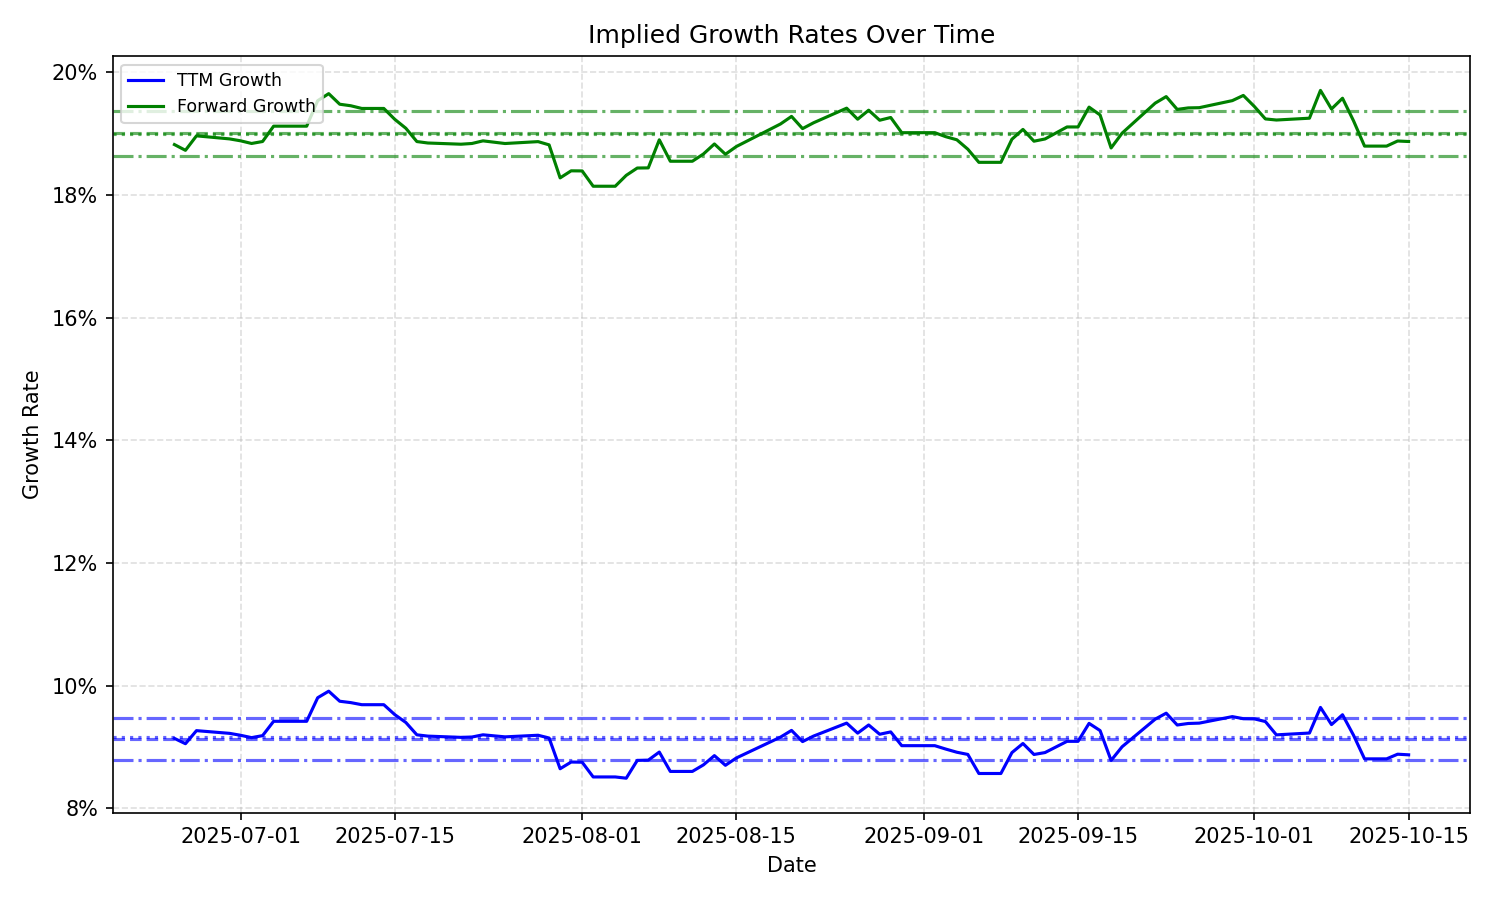 Implied Growth Rates Over Time
TTM Growth
Forward Growth
Growth Rate
20%
18%
16%
14%
12%
10%
8%
2025-07-01 2025-07-15 2025-08-01 2025-08-15 2025-09-01 2025-09-15 2025-10-01 2025-10-15
Date